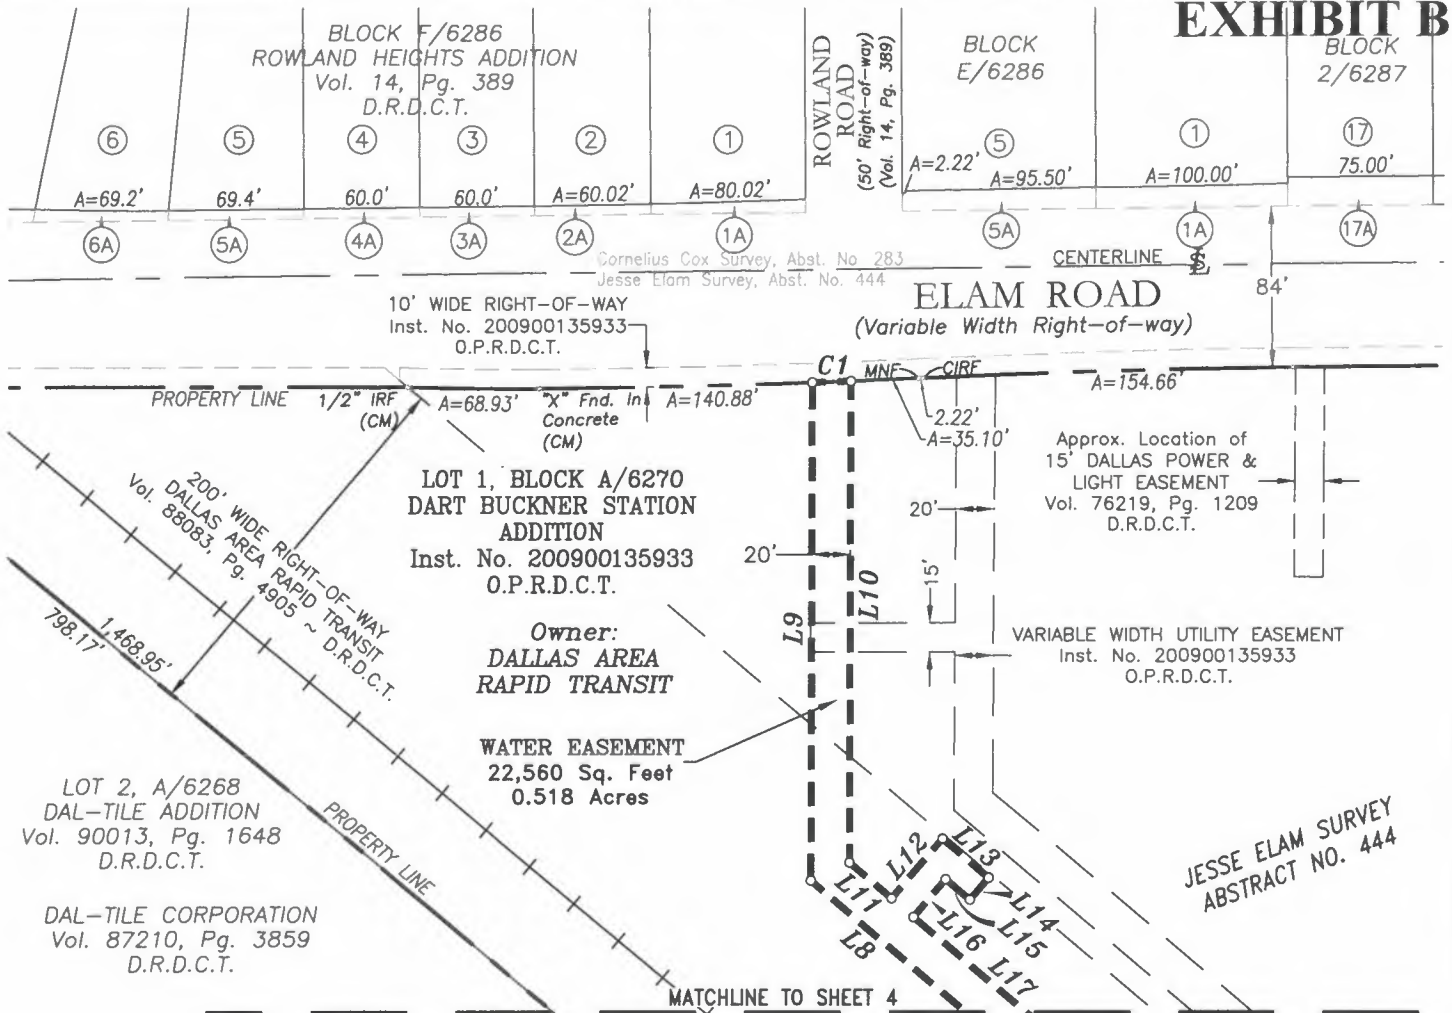 EXHIBIT B
BLOCK F/6286
ROWLAND HEIGHTS ADDITION
Vol. 14, Pg. 389
D.R.D.C.T.
ROWLAND
ROAD
(50' Right-of-way)
(Vol. 14, Pg. 389)
BLOCK
E/6286
BLOCK
2/6287
6
5
4
3
2
1
5
1
17
A=69.2'
69.4'
60.0'
60.0'
A=60.02'
A=80.02'
A=2.22'
A=95.50'
A=100.00'
75.00'
6A
5A
4A
3A
2A
1A
5A
1A
17A
Cornelius Cox Survey, Abst. No 283
Jesse Elam Survey, Abst. No. 444
CENTERLINE
84'
ELAM ROAD
(Variable Width Right-of-way)
10' WIDE RIGHT-OF-WAY
Inst. No. 200900135933
O.P.R.D.C.T.
C1
MNF
CIRF
A=154.66'
PROPERTY LINE
1/2" IRF
(CM)
A=68.93'
"X" Fnd. In
Concrete
(CM)
A=140.88'
2.22'
A=35.10'
Approx. Location of
15' DALLAS POWER &
LIGHT EASEMENT
Vol. 76219, Pg. 1209
D.R.D.C.T.
LOT 1, BLOCK A/6270
DART BUCKNER STATION
ADDITION
Inst. No. 200900135933
O.P.R.D.C.T.
20'
20'
15'
L9
L10
200' WIDE RIGHT-OF-WAY
DALLAS AREA RAPID TRANSIT
Vol. 88083, Pg. 4905 ~ D.R.D.C.T.
1,468.95'
798.17'
Owner:
DALLAS AREA
RAPID TRANSIT
VARIABLE WIDTH UTILITY EASEMENT
Inst. No. 200900135933
O.P.R.D.C.T.
WATER EASEMENT
22,560 Sq. Feet
0.518 Acres
LOT 2, A/6268
DAL-TILE ADDITION
Vol. 90013, Pg. 1648
D.R.D.C.T.
PROPERTY LINE
DAL-TILE CORPORATION
Vol. 87210, Pg. 3859
D.R.D.C.T.
JESSE ELAM SURVEY
ABSTRACT NO. 444
L12
L13
L11
L14
L15
L16
L8
L17
MATCHLINE TO SHEET 4